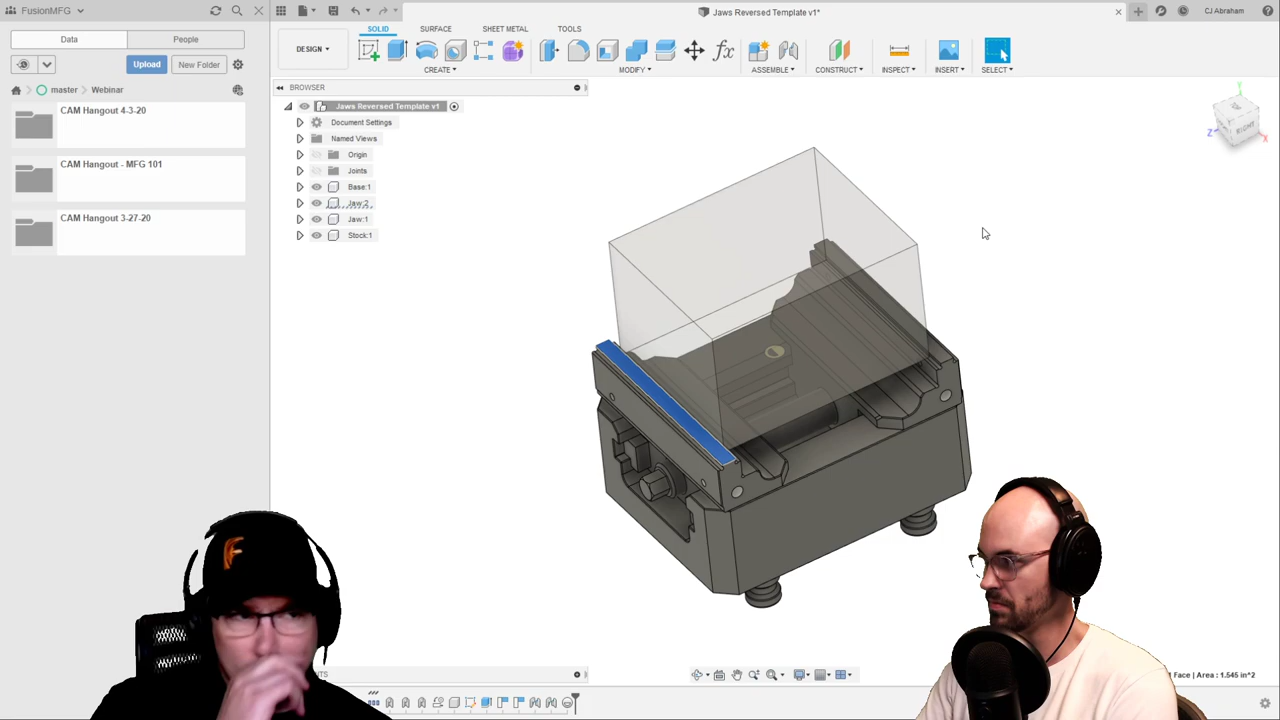 FusionMFG
Jaws Reversed Template v1*
CJ Abraham
Data
People
Upload
New Folder
master
Webinar
CAM Hangout 4-3-20
CAM Hangout - MFG 101
CAM Hangout 3-27-20
SOLID
SURFACE
SHEET METAL
TOOLS
DESIGN
CREATE
MODIFY
ASSEMBLE
CONSTRUCT
INSPECT
INSERT
SELECT
BROWSER
Jaws Reversed Template v1
Document Settings
Named Views
Origin
Joints
Base:1
Jaw:2
Jaw:1
Stock:1
Y
Z
X
RIGHT
Face | Area : 1.545 in^2